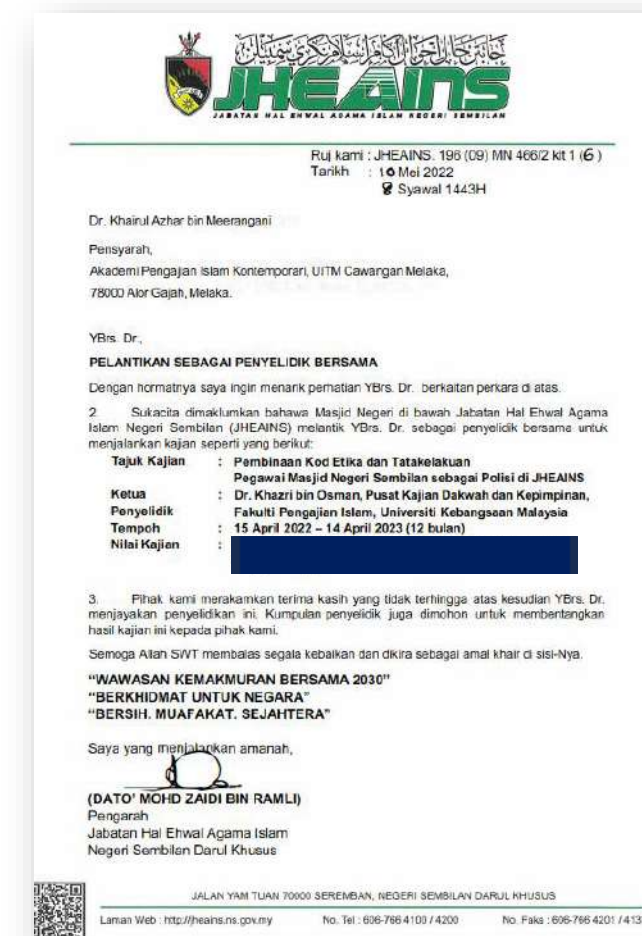 جابتن حال إحوال أڬام إسلام نڬري سمبيلن
JHEAINS
JABATAN HAL EHWAL AGAMA ISLAM NEGERI SEMBILAN
Ruj kami : JHEAINS. 196 (09) MN 466/2 kit 1 (6)
Tarikh : 10 Mei 2022
8 Syawal 1443H
Dr. Khairul Azhar bin Meerangani
Pensyarah,
Akademi Pengajian Islam Kontemporari, UITM Cawangan Melaka,
78000 Alor Gajah, Melaka.
YBrs. Dr.,
PELANTIKAN SEBAGAI PENYELIDIK BERSAMA
Dengan hormatnya saya ingin menarik perhatian YBrs. Dr. berkaitan perkara di atas.
2. Sukacita dimaklumkan bahawa Masjid Negeri di bawah Jabatan Hal Ehwal Agama
Islam Negeri Sembilan (JHEAINS) melantik YBrs. Dr. sebagai penyelidik bersama untuk
menjalankan kajian seperti yang berikut:
Tajuk Kajian : Pembinaan Kod Etika dan Tatakelakuan
Pegawai Masjid Negeri Sembilan sebagai Polisi di JHEAINS
Ketua : Dr. Khazri bin Osman, Pusat Kajian Dakwah dan Kepimpinan,
Penyelidik Fakulti Pengajian Islam, Universiti Kebangsaan Malaysia
Tempoh : 15 April 2022 – 14 April 2023 (12 bulan)
Nilai Kajian :
3. Pihak kami merakamkan terima kasih yang tidak terhingga atas kesudian YBrs. Dr.
menjayakan penyelidikan ini. Kumpulan penyelidik juga dimohon untuk membentangkan
hasil kajian ini kepada pihak kami.
Semoga Allah SWT membalas segala kebaikan dan dikira sebagai amal khair di sisi-Nya.
“WAWASAN KEMAKMURAN BERSAMA 2030”
“BERKHIDMAT UNTUK NEGARA”
“BERSIH. MUAFAKAT. SEJAHTERA”
Saya yang menjalankan amanah,
(DATO’ MOHD ZAIDI BIN RAMLI)
Pengarah
Jabatan Hal Ehwal Agama Islam
Negeri Sembilan Darul Khusus
JALAN YAM TUAN 70000 SEREMBAN, NEGERI SEMBILAN DARUL KHUSUS
Laman Web : http://jheains.ns.gov.my No. Tel : 606-766 4100 / 4200 No. Faks : 606-766 4201 / 413